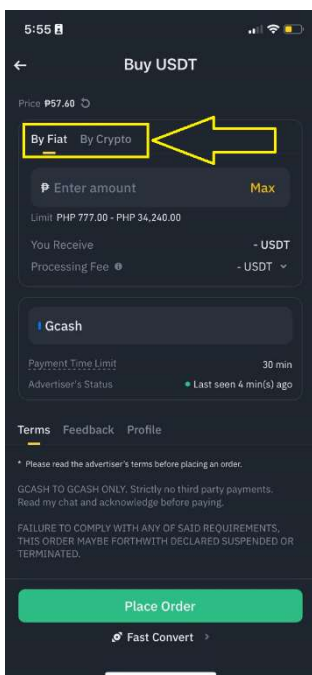 5:55
Buy USDT
Price ₱57.60
By Fiat By Crypto
₱ Enter amount Max
Limit PHP 777.00 - PHP 34,240.00
You Receive - USDT
Processing Fee - USDT
Gcash
Payment Time Limit 30 min
Advertiser's Status Last seen 4 min(s) ago
Terms Feedback Profile
* Please read the advertiser's terms before placing an order.
GCASH TO GCASH ONLY. Strictly no third party payments.
Read my chat and acknowledge before paying.
FAILURE TO COMPLY WITH ANY OF SAID REQUIREMENTS,
THIS ORDER MAYBE FORTHWITH DECLARED SUSPENDED OR
TERMINATED.
Place Order
Fast Convert